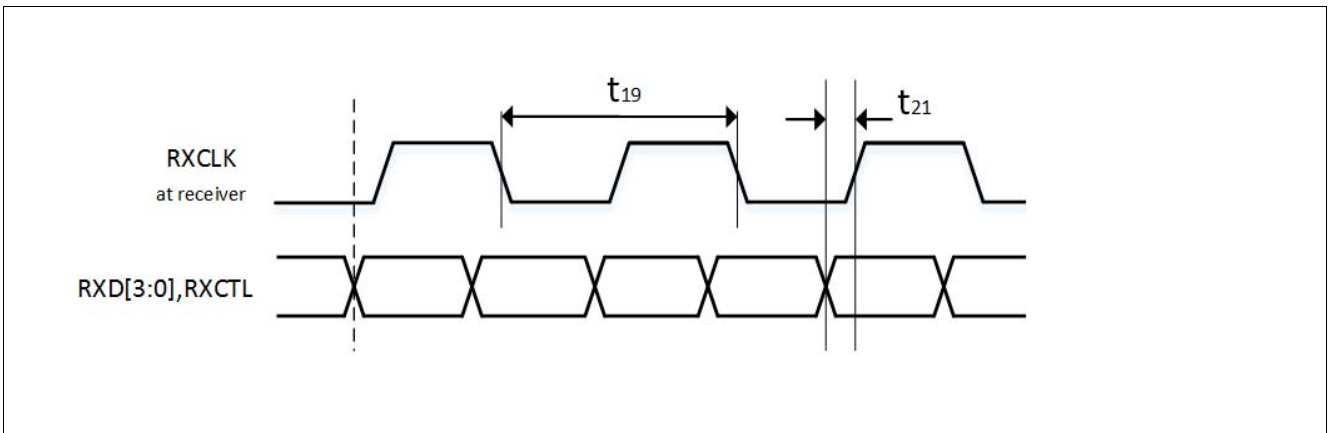 t19
t21
RXCLK
at receiver
RXD[3:0],RXCTL